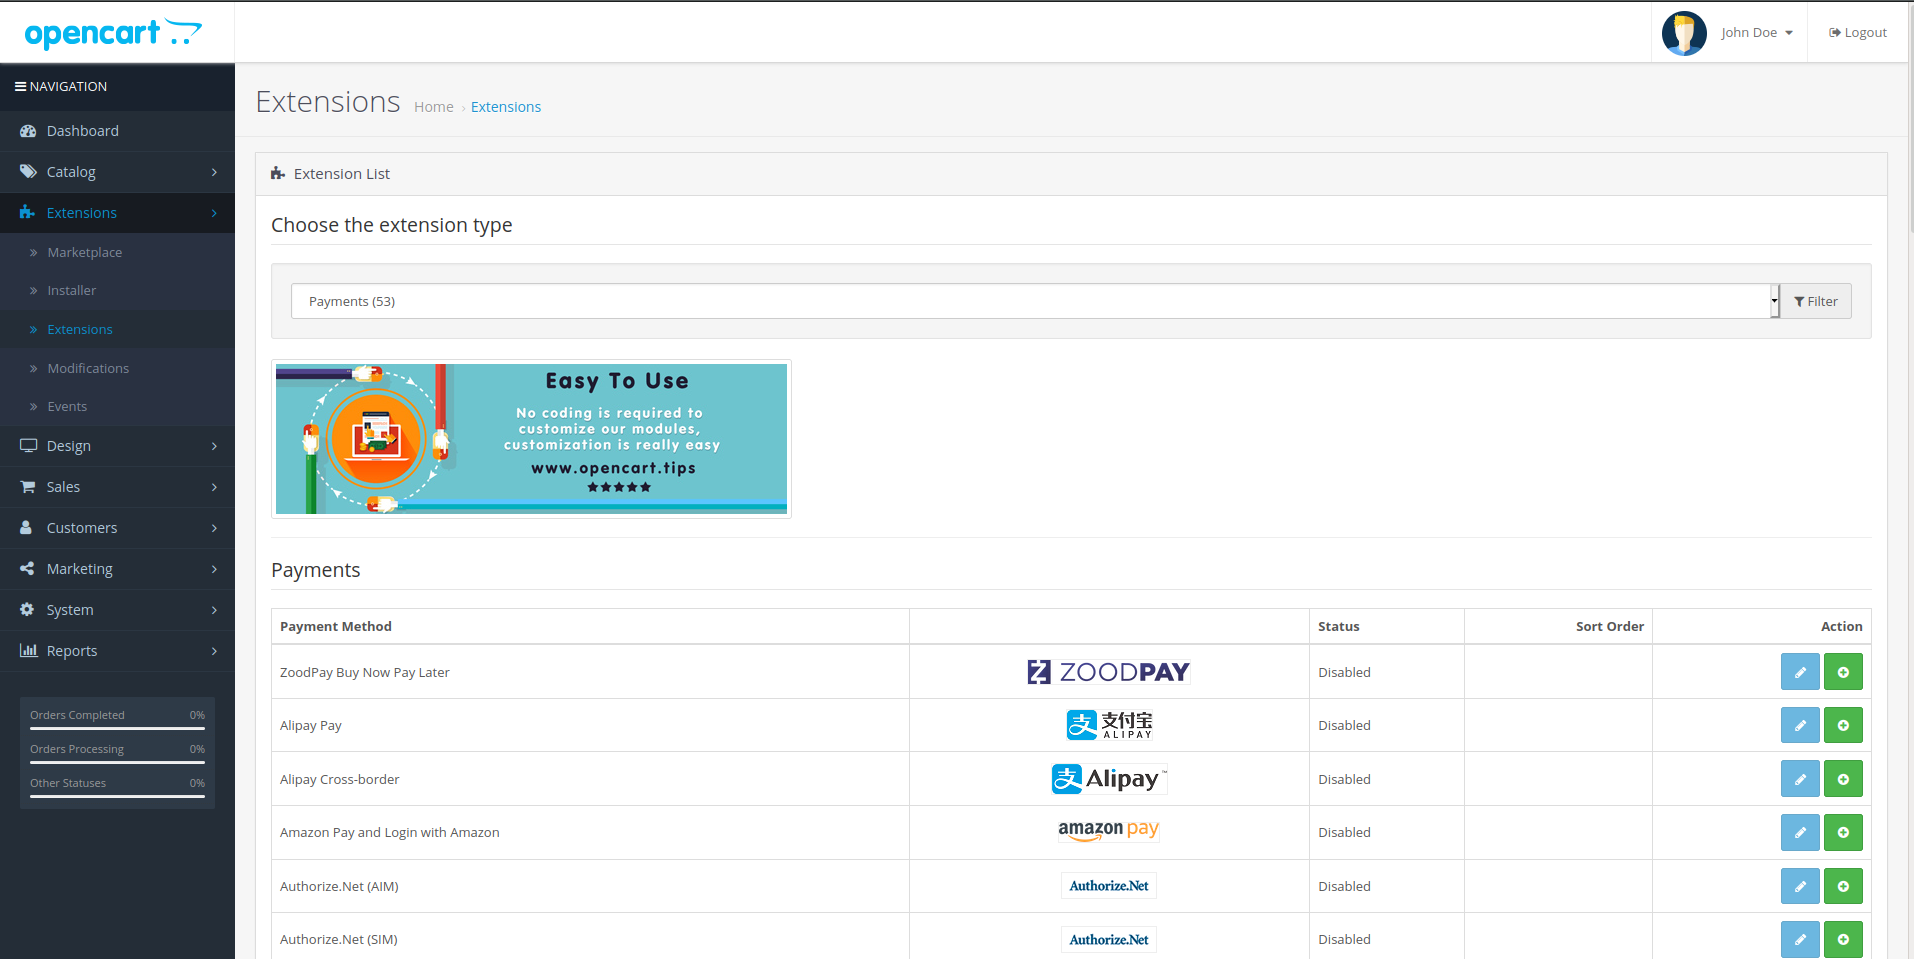 opencart
John Doe
Logout
NAVIGATION
Dashboard
Catalog
Extensions
Marketplace
Installer
Extensions
Modifications
Events
Design
Sales
Customers
Marketing
System
Reports
Orders Completed 0%
Orders Processing 0%
Other Statuses 0%
Extensions Home › Extensions
Extension List
Choose the extension type
Payments (53)
Filter
Easy To Use
No coding is required to
customize our modules,
customization is really easy
www.opencart.tips
Payments
Payment Method Status Sort Order Action
ZoodPay Buy Now Pay Later ZOODPAY Disabled
Alipay Pay 支付宝 ALIPAY Disabled
Alipay Cross-border 支 Alipay™ Disabled
Amazon Pay and Login with Amazon amazon pay Disabled
Authorize.Net (AIM) Authorize.Net Disabled
Authorize.Net (SIM) Authorize.Net Disabled